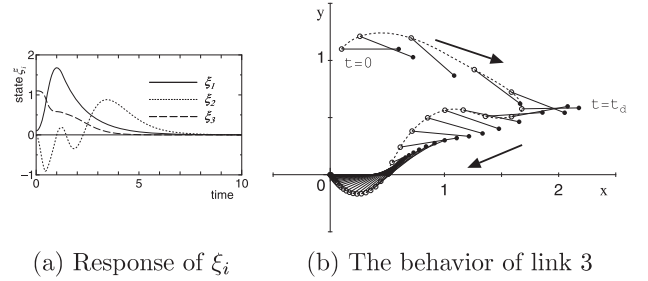 2
1
0
−1
state ξi
ξ1
ξ2
ξ3
0
5
10
time
y
1
t=0
t=td
0
1
2
x
(a) Response of ξi
(b) The behavior of link 3